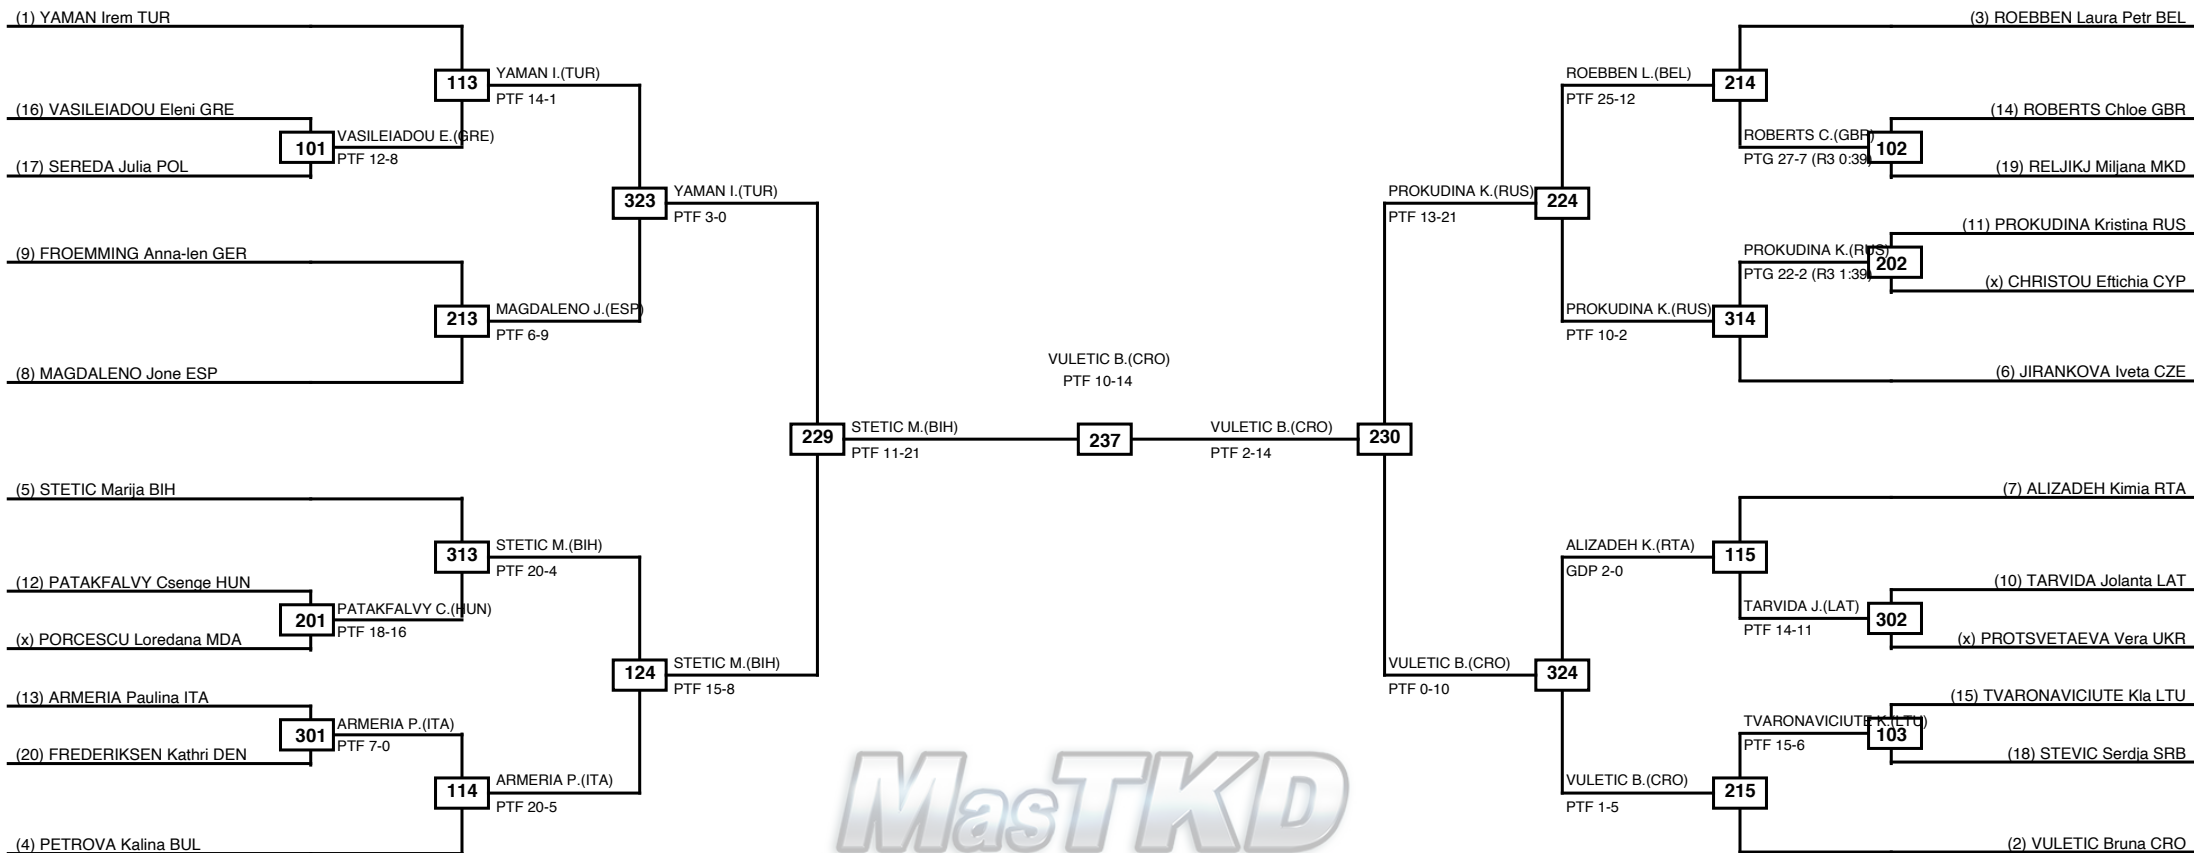 (1) YAMAN Irem TUR
113
YAMAN I.(TUR)
PTF 14-1
(16) VASILEIADOU Eleni GRE
101
VASILEIADOU E.(GRE)
PTF 12-8
(17) SEREDA Julia POL
323
YAMAN I.(TUR)
PTF 3-0
(9) FROEMMING Anna-len GER
213
MAGDALENO J.(ESP)
PTF 6-9
(8) MAGDALENO Jone ESP
229
STETIC M.(BIH)
PTF 11-21
(5) STETIC Marija BIH
313
STETIC M.(BIH)
PTF 20-4
(12) PATAKFALVY Csenge HUN
201
PATAKFALVY C.(HUN)
PTF 18-16
(x) PORCESCU Loredana MDA
124
STETIC M.(BIH)
PTF 15-8
(13) ARMERIA Paulina ITA
301
ARMERIA P.(ITA)
PTF 7-0
(20) FREDERIKSEN Kathri DEN
114
ARMERIA P.(ITA)
PTF 20-5
(4) PETROVA Kalina BUL
VULETIC B.(CRO)
PTF 10-14
237
VULETIC B.(CRO)
PTF 2-14
230
(3) ROEBBEN Laura Petr BEL
ROEBBEN L.(BEL)
PTF 25-12
214
(14) ROBERTS Chloe GBR
ROBERTS C.(GBR)
PTG 27-7 (R3 0:39)
102
(19) RELJIKJ Miljana MKD
PROKUDINA K.(RUS)
PTF 13-21
224
(11) PROKUDINA Kristina RUS
PROKUDINA K.(RUS)
PTG 22-2 (R3 1:39)
202
(x) CHRISTOU Eftichia CYP
PROKUDINA K.(RUS)
PTF 10-2
314
(6) JIRANKOVA Iveta CZE
(7) ALIZADEH Kimia RTA
ALIZADEH K.(RTA)
GDP 2-0
115
(10) TARVIDA Jolanta LAT
TARVIDA J.(LAT)
PTF 14-11
302
(x) PROTSVETAEVA Vera UKR
VULETIC B.(CRO)
PTF 0-10
324
(15) TVARONAVICIUTE Kla LTU
TVARONAVICIUTE K.(LTU)
PTF 15-6
103
(18) STEVIC Serdja SRB
VULETIC B.(CRO)
PTF 1-5
215
(2) VULETIC Bruna CRO
MasTKD